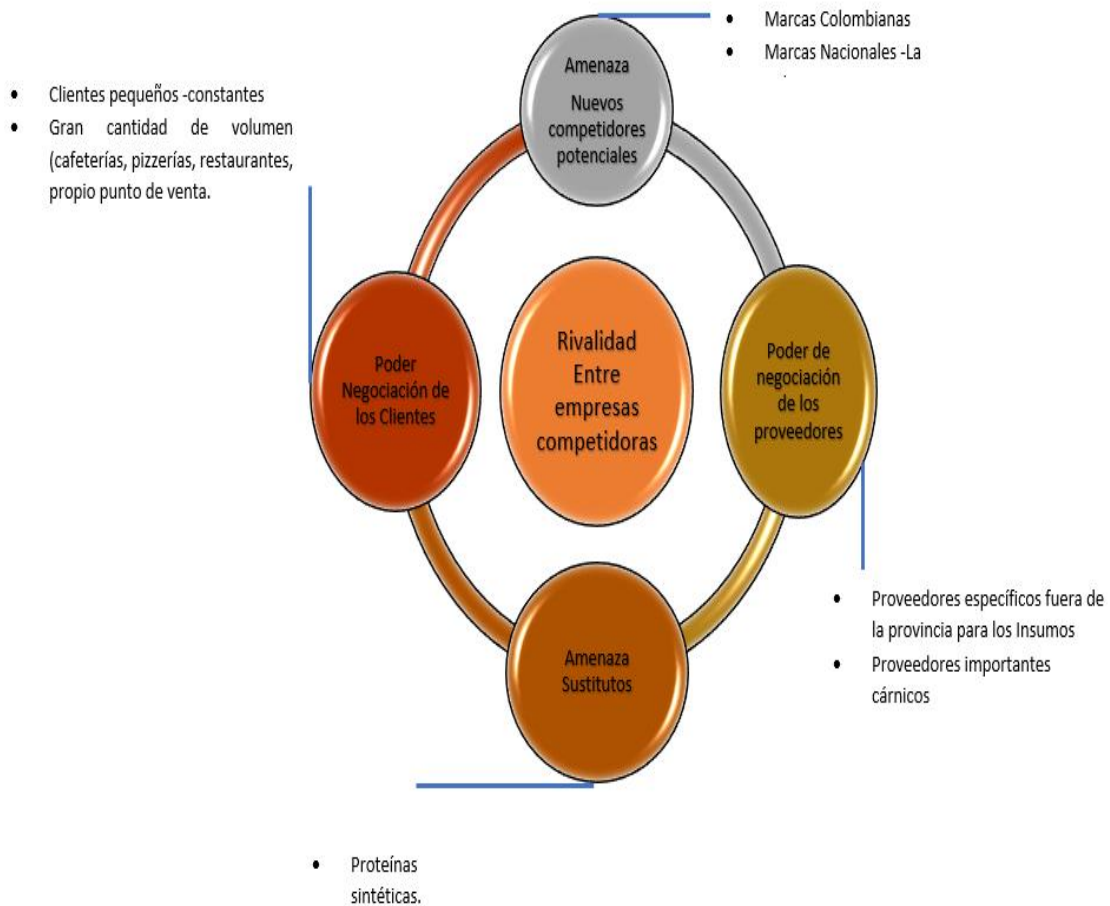 • Marcas Colombianas
• Marcas Nacionales -La
• Clientes pequeños -constantes
• Gran cantidad de volumen
(cafeterías, pizzerías, restaurantes,
propio punto de venta.
Amenaza
Nuevos
competidores
potenciales
Poder
Negociación de
los Clientes
Rivalidad
Entre
empresas
competidoras
Poder de
negociación
de los
proveedores
Amenaza
Sustitutos
• Proveedores específicos fuera de
la provincia para los Insumos
• Proveedores importantes
cárnicos
• Proteínas
sintéticas.